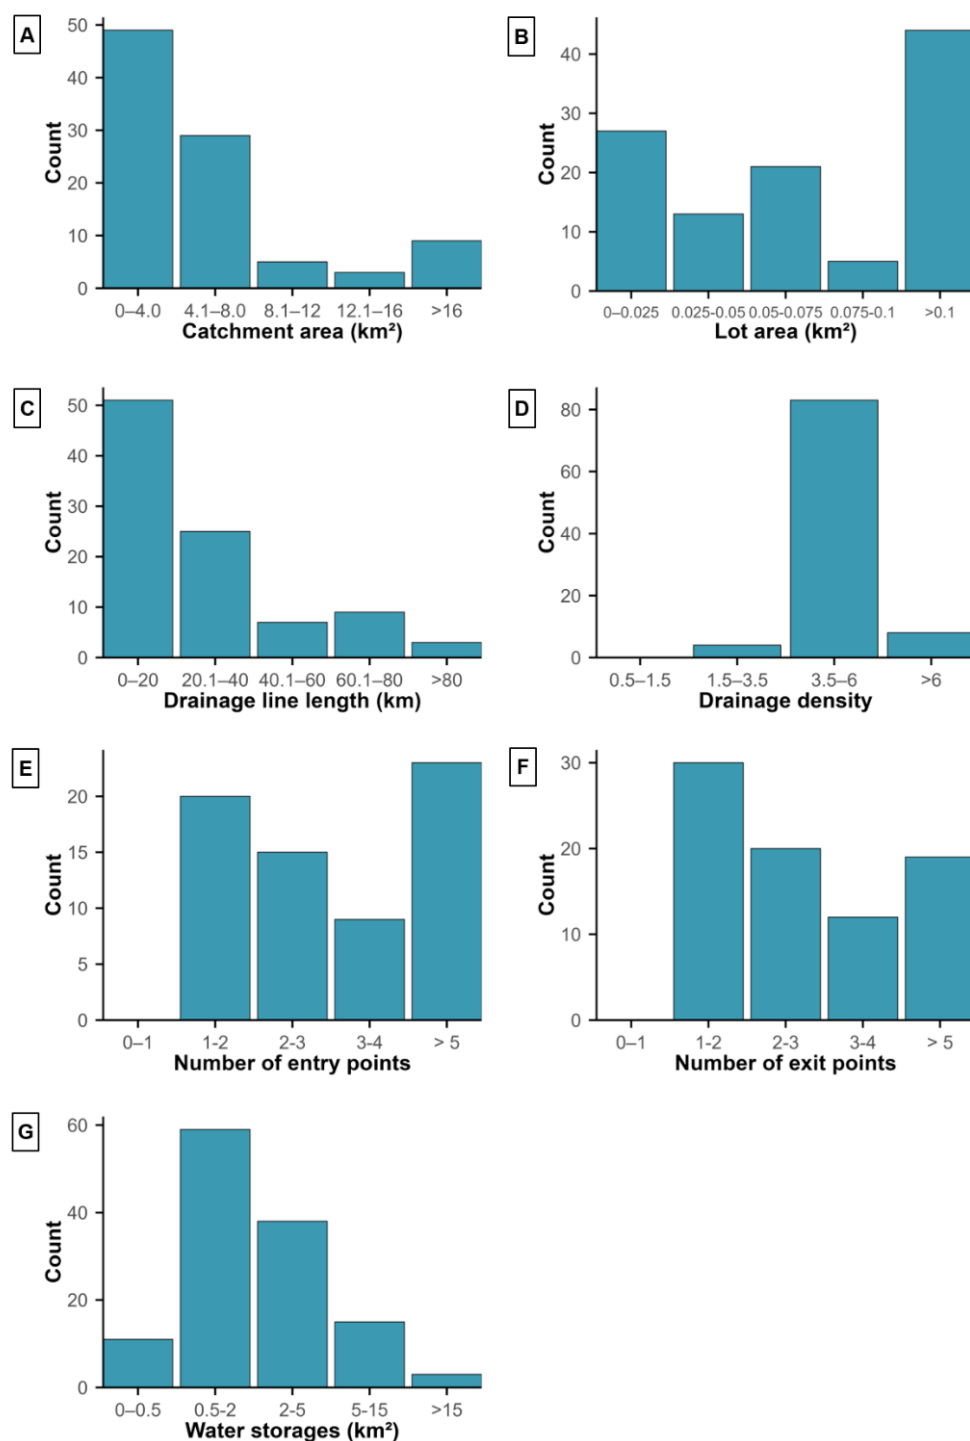 A
Count
50
40
30
20
10
0
0–4.0 4.1–8.0 8.1–12 12.1–16 >16
Catchment area (km²)
B
Count
40
30
20
10
0
0–0.025 0.025-0.05 0.05-0.075 0.075-0.1 >0.1
Lot area (km²)
C
Count
50
40
30
20
10
0
0–20 20.1–40 40.1–60 60.1–80 >80
Drainage line length (km)
D
Count
80
60
40
20
0
0.5–1.5 1.5–3.5 3.5–6 >6
Drainage density
E
Count
20
15
10
5
0
0–1 1-2 2-3 3-4 > 5
Number of entry points
F
Count
30
20
10
0
0–1 1-2 2-3 3-4 > 5
Number of exit points
G
Count
60
40
20
0
0–0.5 0.5-2 2-5 5-15 >15
Water storages (km²)